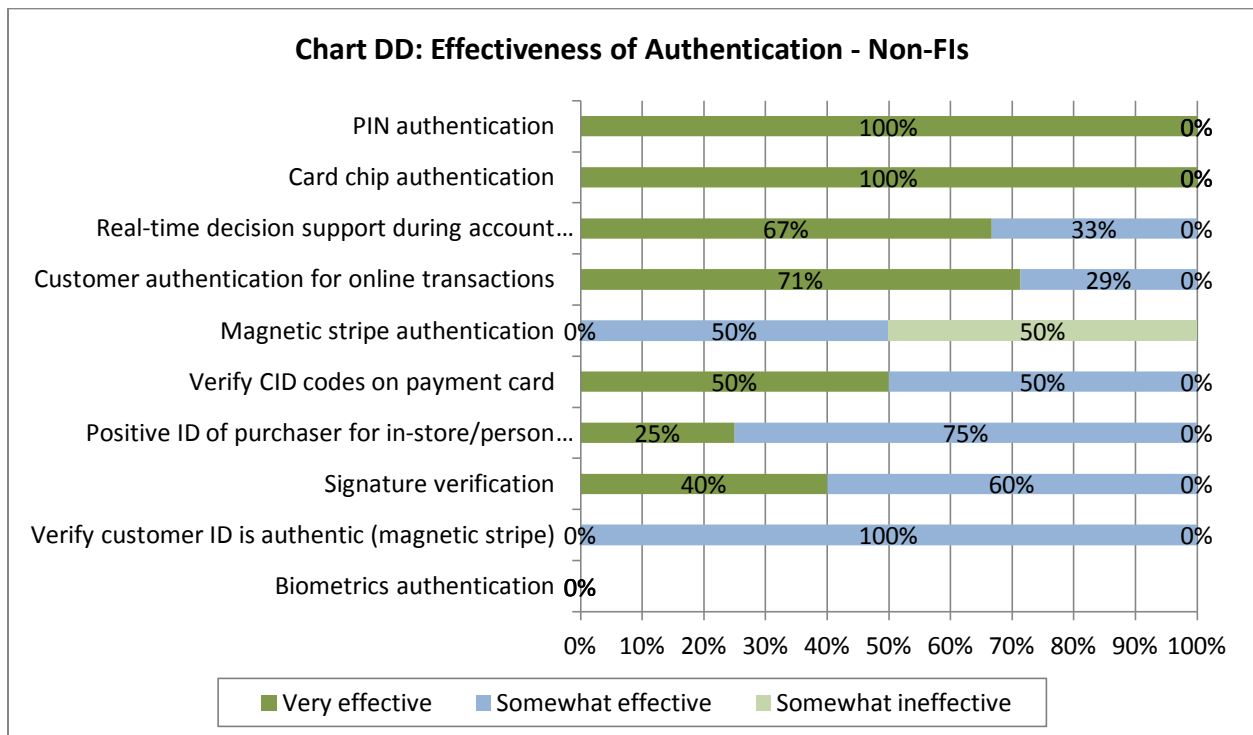 Chart DD: Effectiveness of Authentication - Non-FIs
PIN authentication 100% 0%
Card chip authentication 100% 0%
Real-time decision support during account... 67% 33% 0%
Customer authentication for online transactions 71% 29% 0%
Magnetic stripe authentication 0% 50% 50%
Verify CID codes on payment card 50% 50% 0%
Positive ID of purchaser for in-store/person... 25% 75% 0%
Signature verification 40% 60% 0%
Verify customer ID is authentic (magnetic stripe) 0% 100% 0%
Biometrics authentication 0%
0% 10% 20% 30% 40% 50% 60% 70% 80% 90% 100%
Very effective Somewhat effective Somewhat ineffective